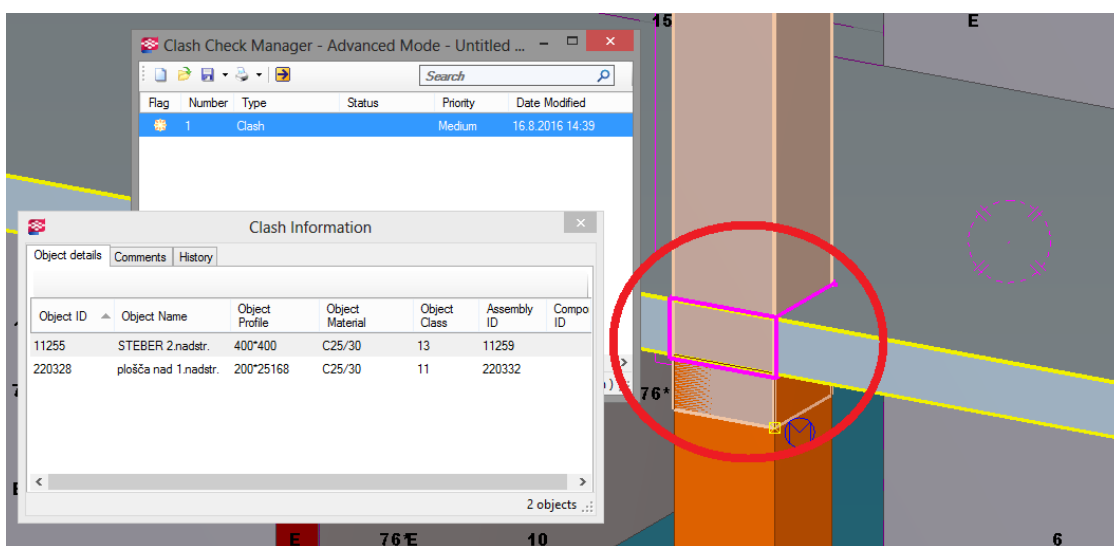 15
E
Clash Check Manager - Advanced Mode - Untitled ...
Search
Flag Number Type Status Priority Date Modified
1 Clash Medium 16.8.2016 14:39
Clash Information
Object details Comments History
Object ID Object Name Object Profile Object Material Object Class Assembly ID Compo ID
11255 STEBER 2.nadstr. 400*400 C25/30 13 11259
220328 plošča nad 1.nadstr. 200*25168 C25/30 11 220332
2 objects
76*
M
E
76*E
10
6